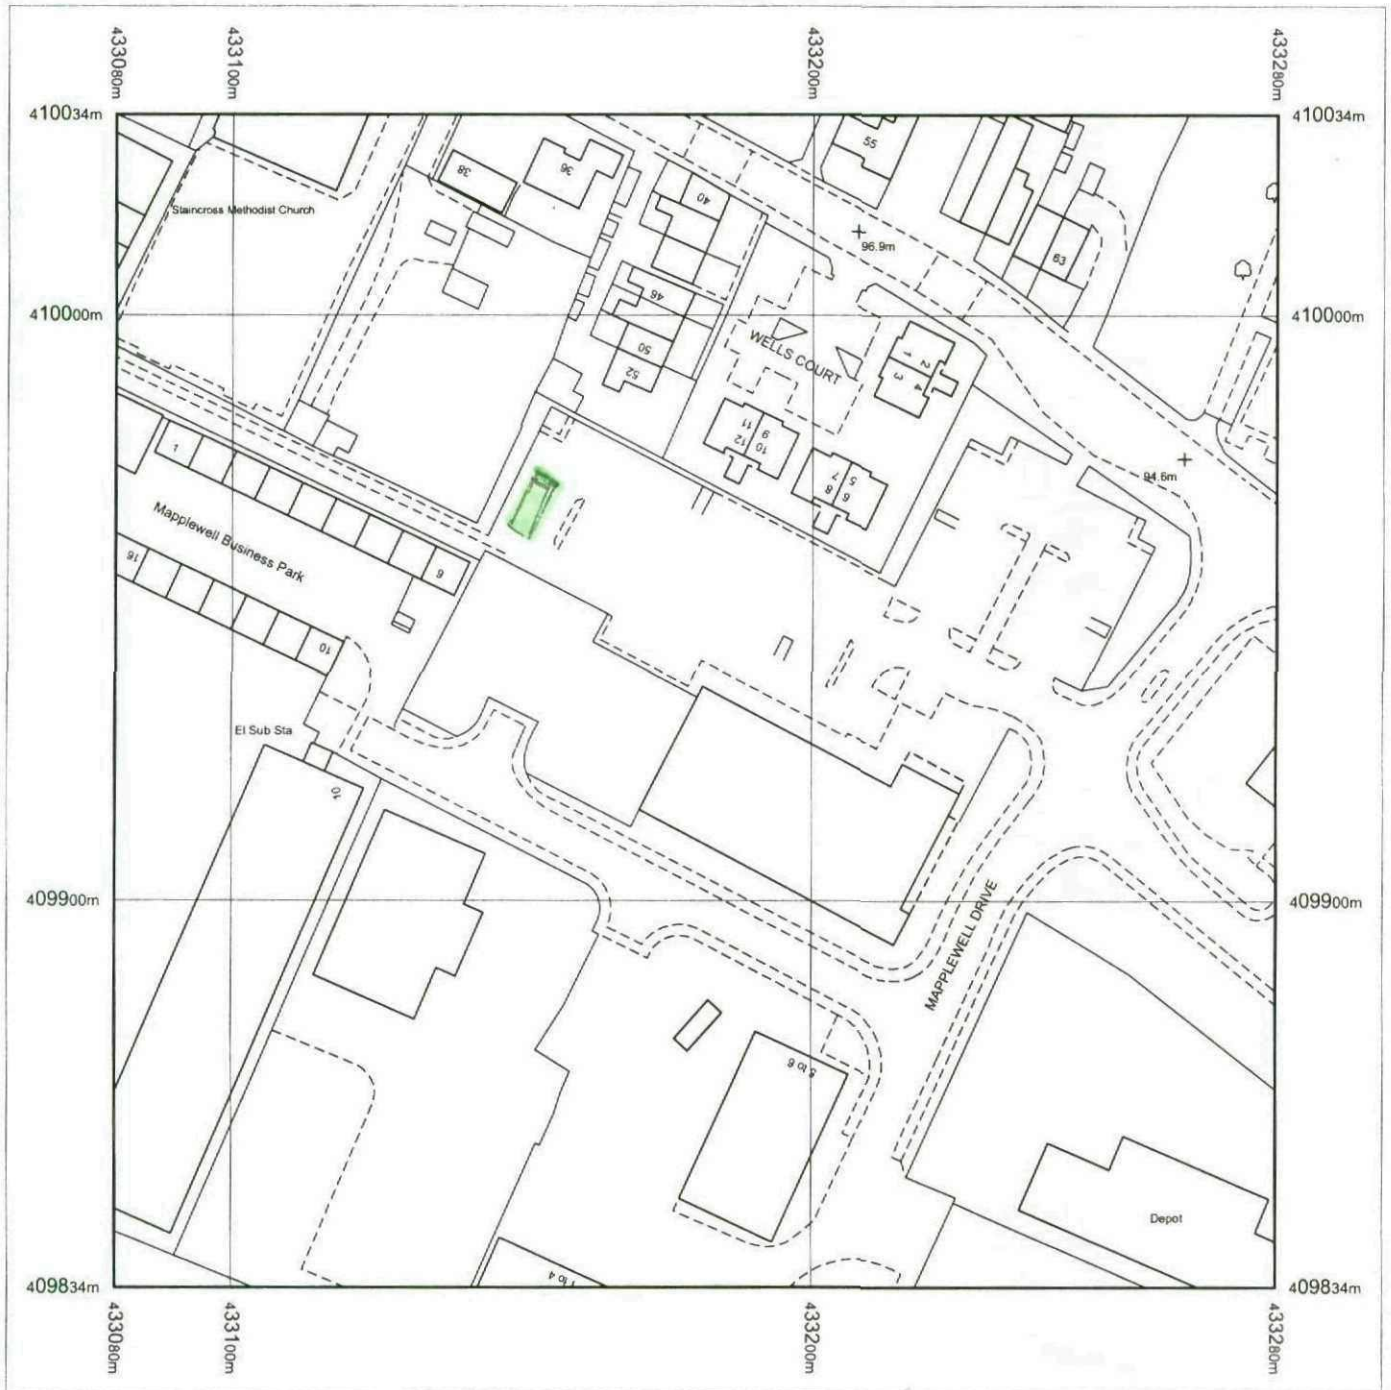 433080m
433100m
433200m
433280m
410034m
410034m
55
38
36
40
Staincross Methodist Church
96.9m
63
46
410000m
410000m
WELLS COURT
50
52
1
2
3
4
11
9
12
10
7
5
8
6
94.6m
1
Mapplewell Business Park
6
16
10
El Sub Sta
10
409900m
409900m
MAPPLEWELL DRIVE
5 to 6
Depot
1 to 4
409834m
409834m
433080m
433100m
433200m
433280m